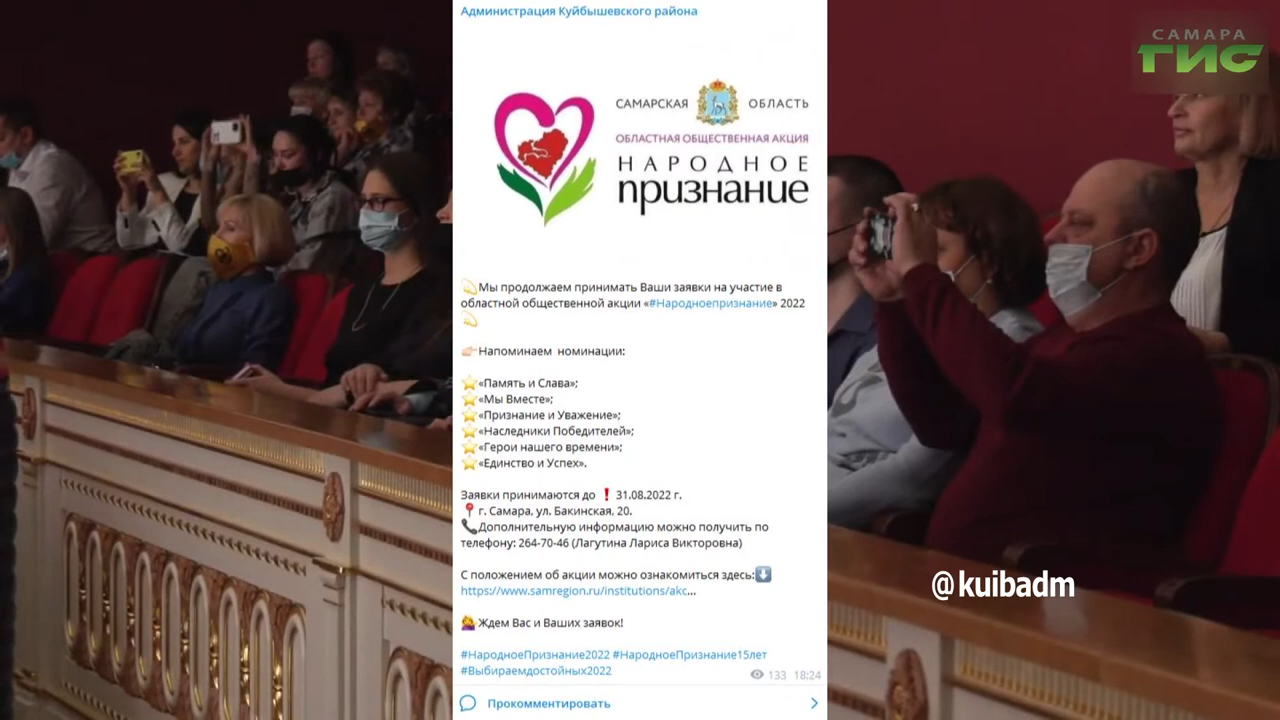 Администрация Куйбышевского района
САМАРА
ГИС
САМАРСКАЯ ОБЛАСТЬ
ОБЛАСТНАЯ ОБЩЕСТВЕННАЯ АКЦИЯ
НАРОДНОЕ
признание
💫Мы продолжаем принимать Ваши заявки на участие в
областной общественной акции «#Народноепризнание» 2022
💫
👉🏻Напоминаем номинации:
⭐«Память и Слава»;
⭐«Мы Вместе»;
⭐«Признание и Уважение»;
⭐«Наследники Победителей»;
⭐«Герои нашего времени»;
⭐«Единство и Успех».
Заявки принимаются до ❗ 31.08.2022 г.
📍г. Самара, ул. Бакинская, 20.
📞Дополнительную информацию можно получить по
телефону: 264-70-46 (Лагутина Лариса Викторовна)
С положением об акции можно ознакомиться здесь:⬇
https://www.samregion.ru/institutions/akc...
🙋‍♀Ждем Вас и Ваших заявок!
#НародноеПризнание2022 #НародноеПризнание15лет
#Выбираемдостойных2022
133 18:24
Прокомментировать
@kuibadm